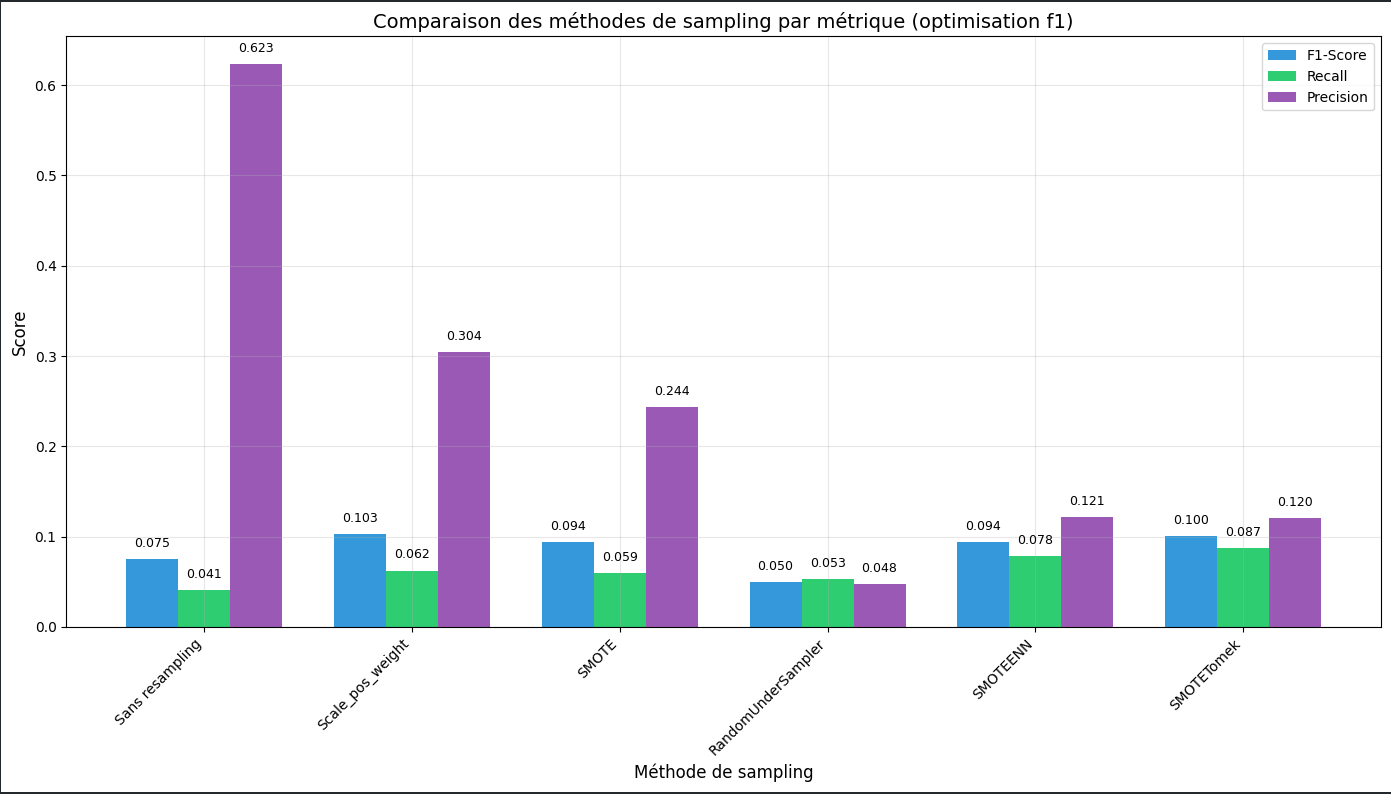 Comparaison des méthodes de sampling par métrique (optimisation f1)
F1-Score
Recall
Precision
Score
0.6
0.5
0.4
0.3
0.2
0.1
0.0
0.075
0.041
0.623
0.103
0.062
0.304
0.094
0.059
0.244
0.050
0.053
0.048
0.094
0.078
0.121
0.100
0.087
0.120
Sans resampling
Scale_pos_weight
SMOTE
RandomUnderSampler
SMOTEENN
SMOTETomek
Méthode de sampling